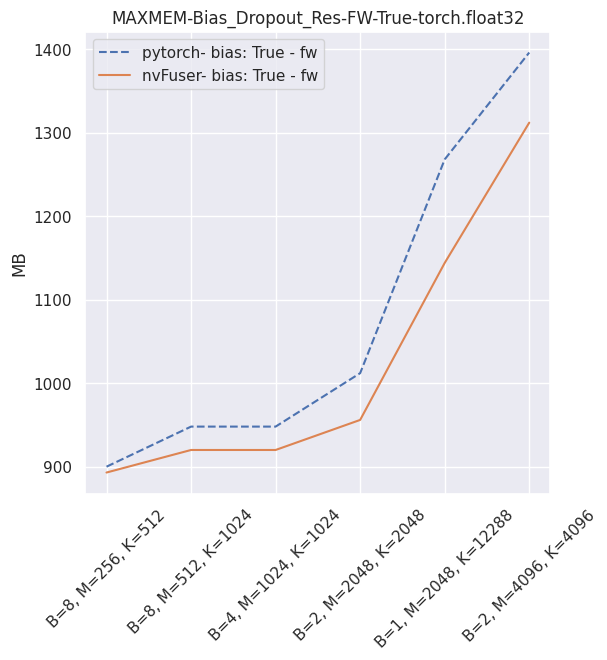 MAXMEM-Bias_Dropout_Res-FW-True-torch.float32
pytorch- bias: True - fw
nvFuser- bias: True - fw
MB
1400
1300
1200
1100
1000
900
B=8, M=256, K=512
B=8, M=512, K=1024
B=4, M=1024, K=1024
B=2, M=2048, K=2048
B=1, M=2048, K=12288
B=2, M=4096, K=4096